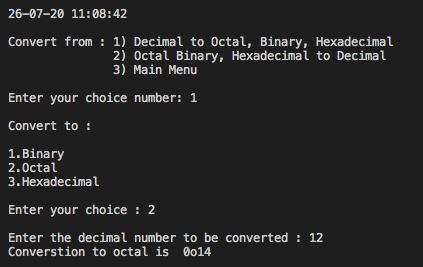 26-07-20 11:08:42
Convert from : 1) Decimal to Octal, Binary, Hexadecimal
2) Octal Binary, Hexadecimal to Decimal
3) Main Menu
Enter your choice number: 1
Convert to :
1.Binary
2.Octal
3.Hexadecimal
Enter your choice : 2
Enter the decimal number to be converted : 12
Converstion to octal is  0o14